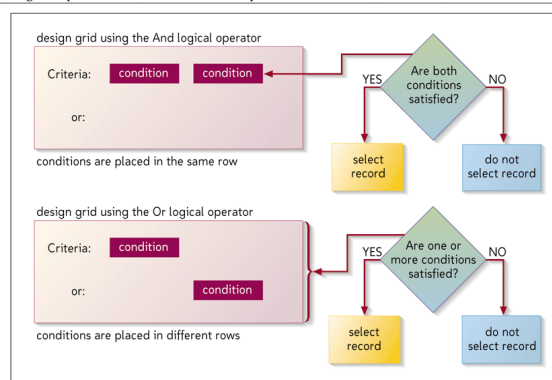 design grid using the And logical operator
Criteria: condition condition
or:
conditions are placed in the same row
Are both
conditions
satisfied?
YES
NO
select
record
do not
select record
design grid using the Or logical operator
Criteria: condition
or: condition
conditions are placed in different rows
Are one or
more conditions
satisfied?
YES
NO
select
record
do not
select record